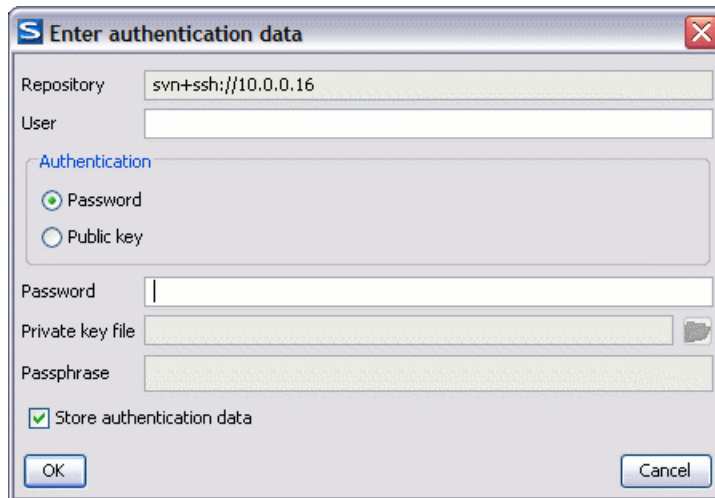 S Enter authentication data
Repository svn+ssh://10.0.0.16
User
Authentication
Password
Public key
Password
Private key file
Passphrase
Store authentication data
OK Cancel